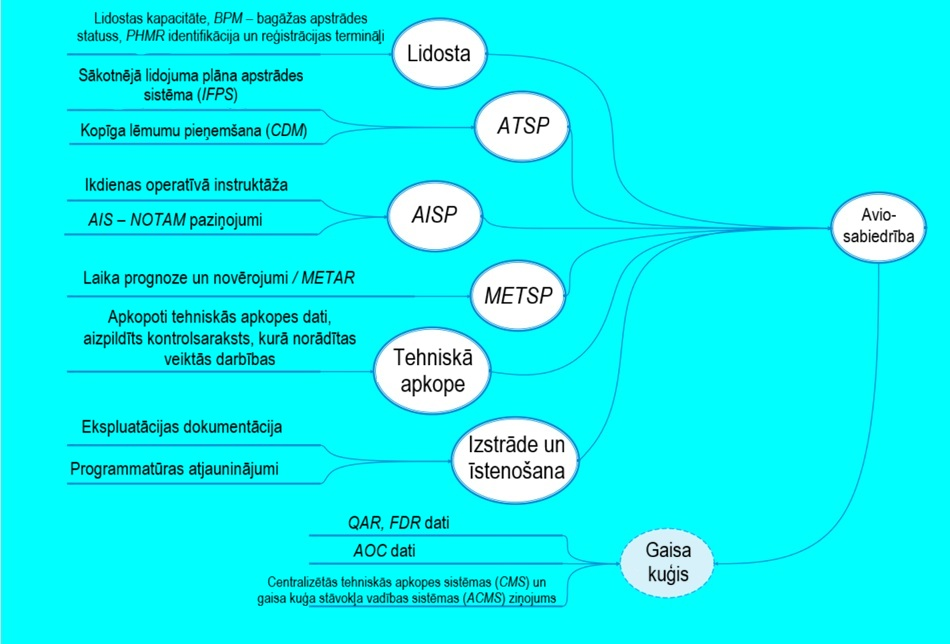 Lidostas kapacitāte, BPM – bagāžas apstrādes
statuss, PHMR identifikācija un reģistrācijas termināļi
Lidosta
Sākotnējā lidojuma plāna apstrādes
sistēma (IFPS)
Kopīga lēmumu pieņemšana (CDM)
ATSP
Ikdienas operatīvā instruktāža
AIS – NOTAM paziņojumi
AISP
Avio-
sabiedrība
Laika prognoze un novērojumi / METAR
METSP
Apkopoti tehniskās apkopes dati,
aizpildīts kontrolsaraksts, kurā norādītas
veiktās darbības
Tehniskā
apkope
Ekspluatācijas dokumentācija
Programmatūras atjauninājumi
Izstrāde un
īstenošana
QAR, FDR dati
AOC dati
Centralizētās tehniskās apkopes sistēmas (CMS) un
gaisa kuģa stāvokļa vadības sistēmas (ACMS) ziņojums
Gaisa
kuģis